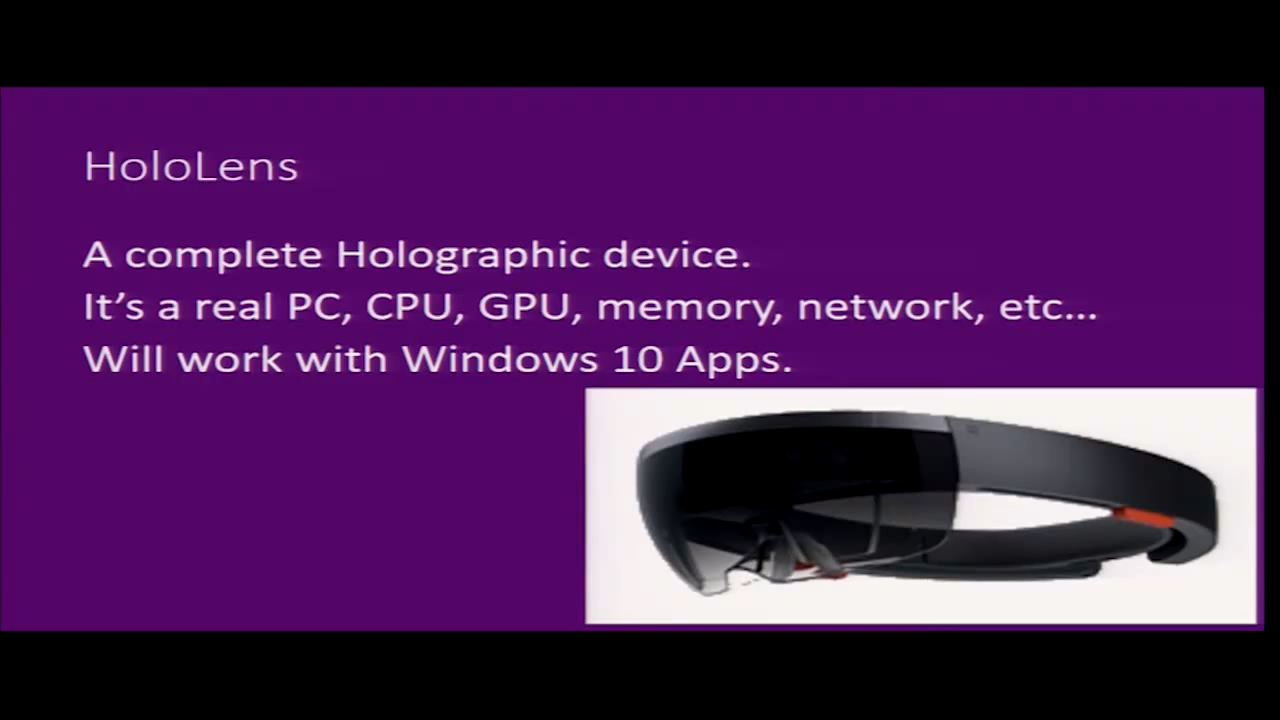 HoloLens
A complete Holographic device.
It's a real PC, CPU, GPU, memory, network, etc...
Will work with Windows 10 Apps.